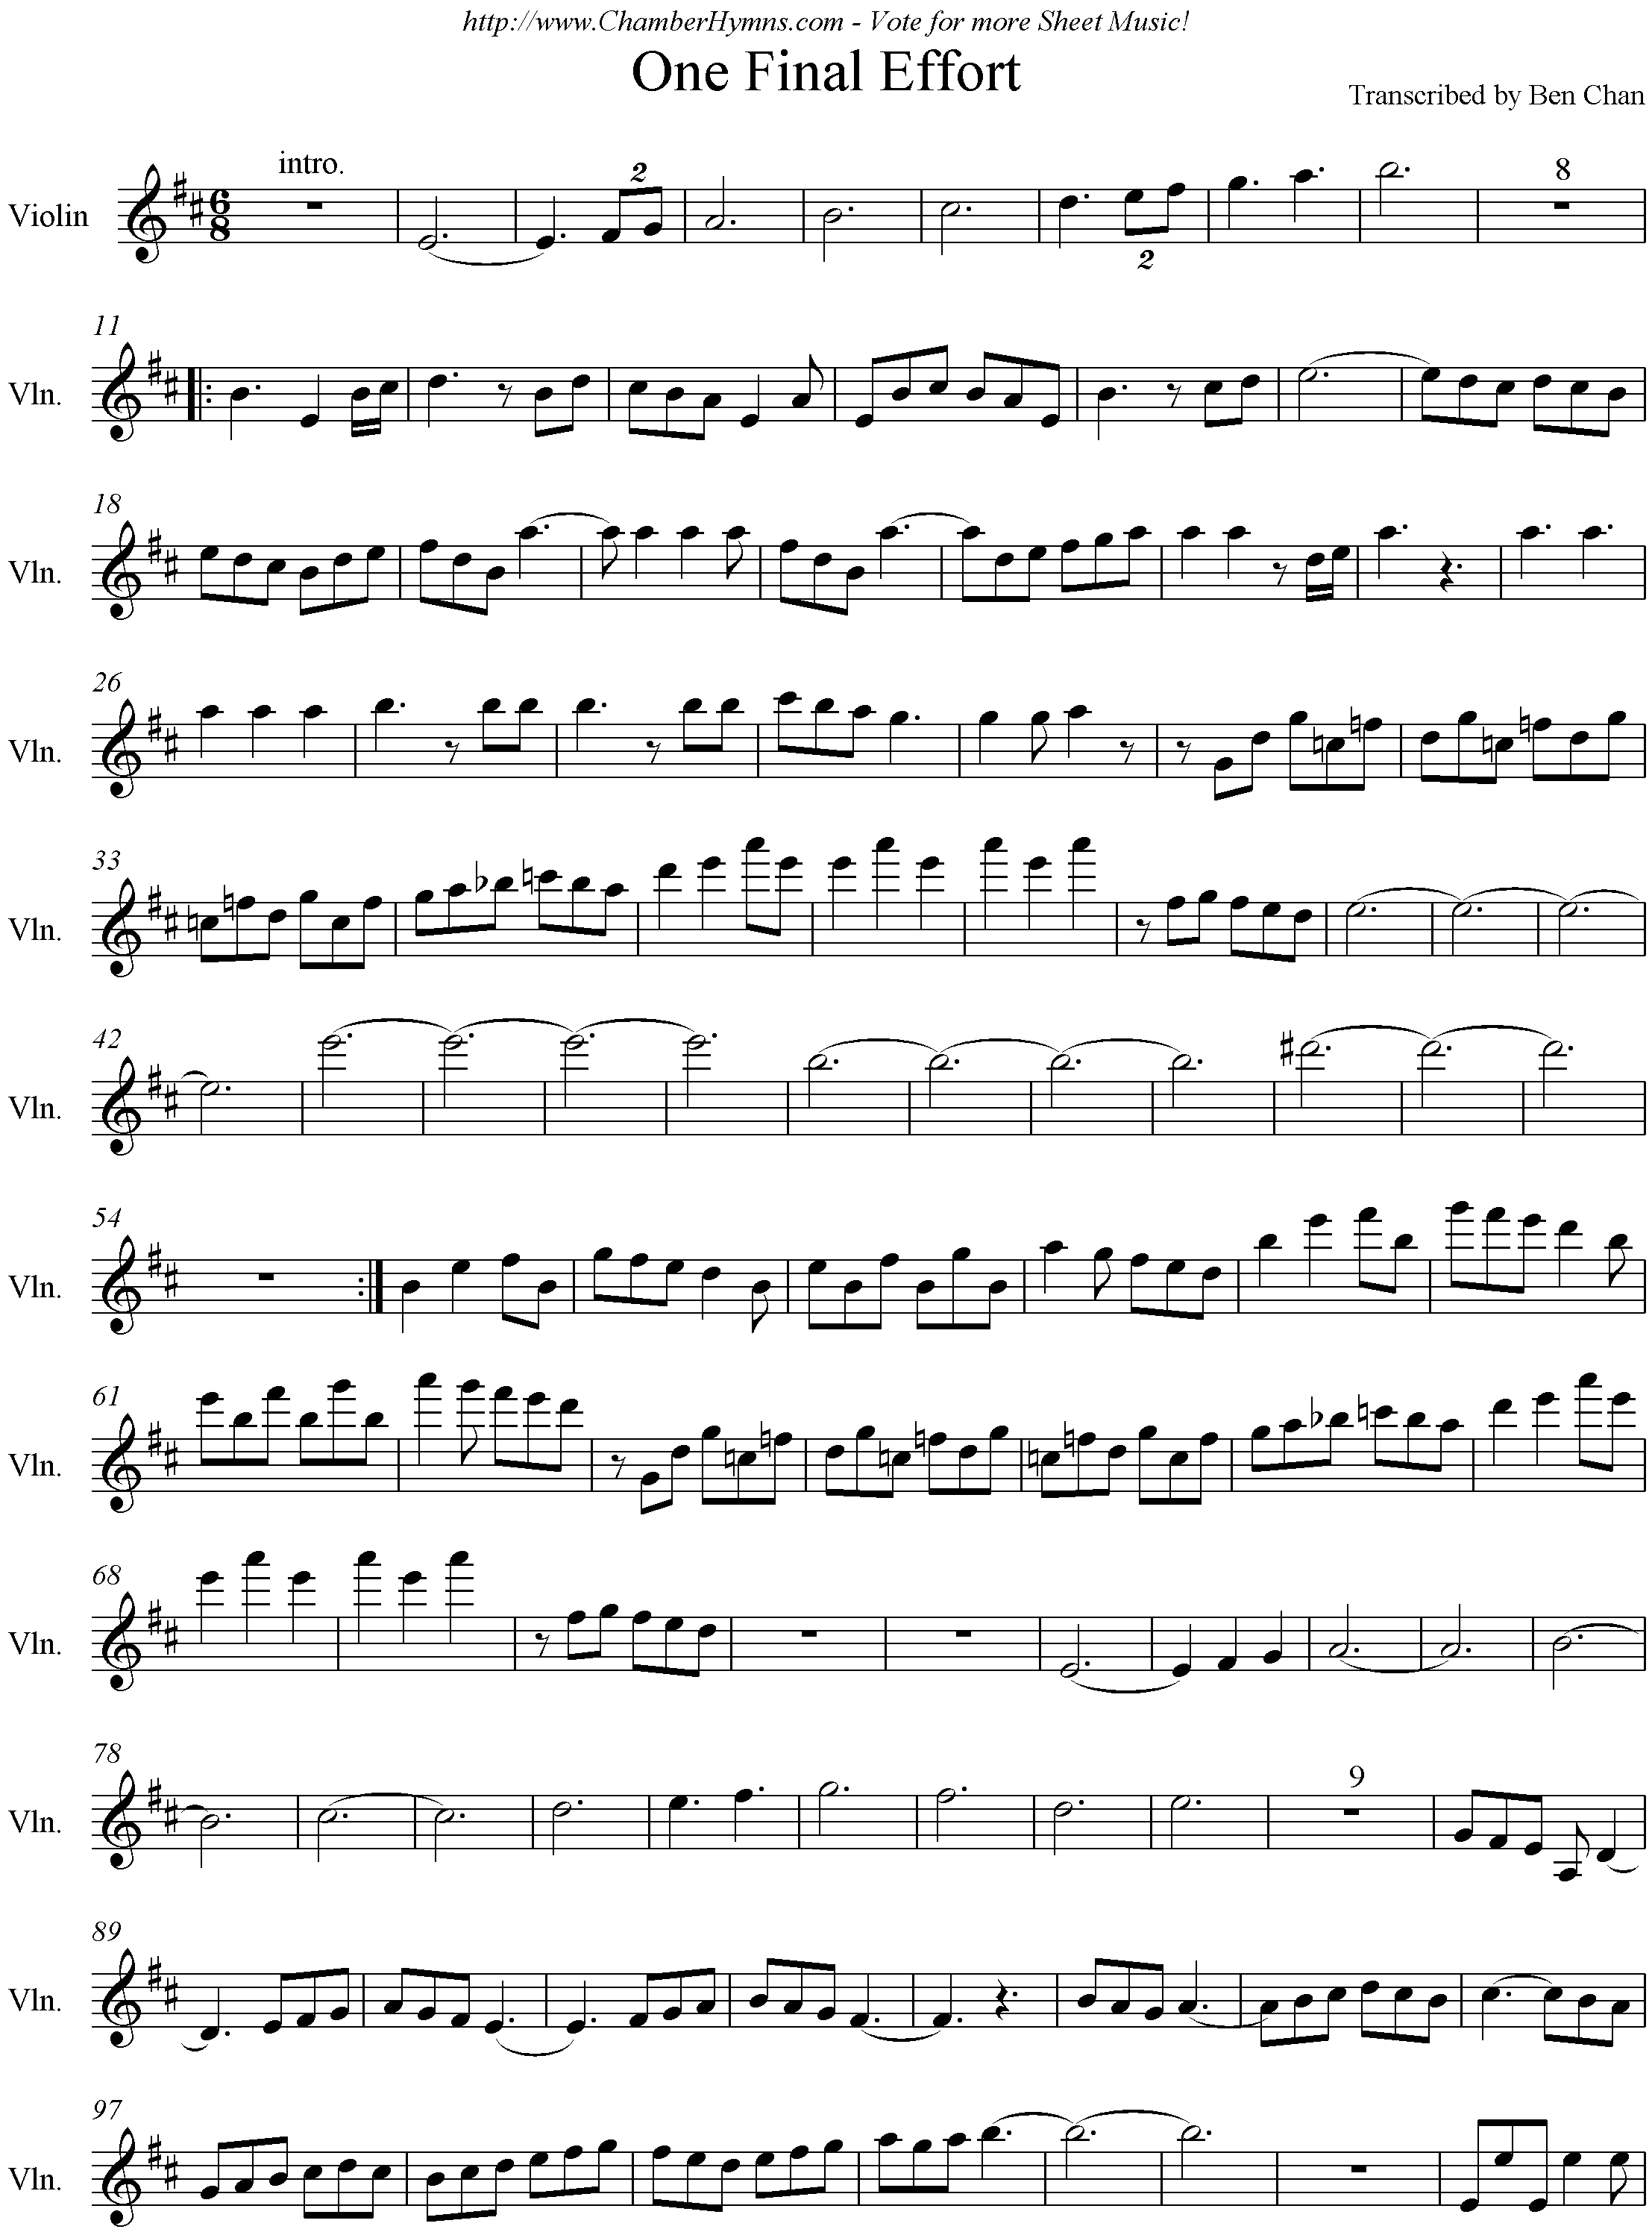 http://www.ChamberHymns.com - Vote for more Sheet Music!
One Final Effort
Transcribed by Ben Chan
intro.
2
8
Violin
6
8
2
11
Vln.
18
Vln.
26
Vln.
33
Vln.
42
Vln.
54
Vln.
61
Vln.
68
Vln.
78
9
Vln.
89
Vln.
97
Vln.